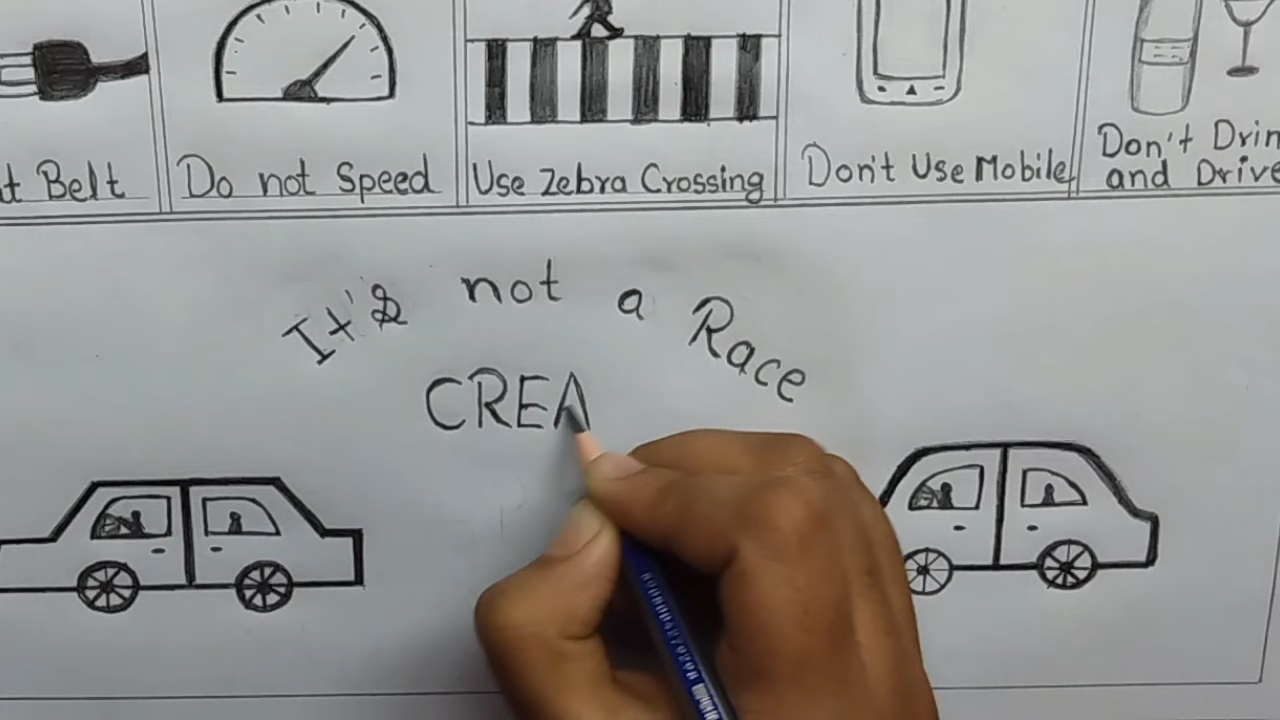 t Belt
Do not Speed
Use Zebra Crossing
Don't Use Mobile
Don't Drin
and Drive
It's not a Race
CREA